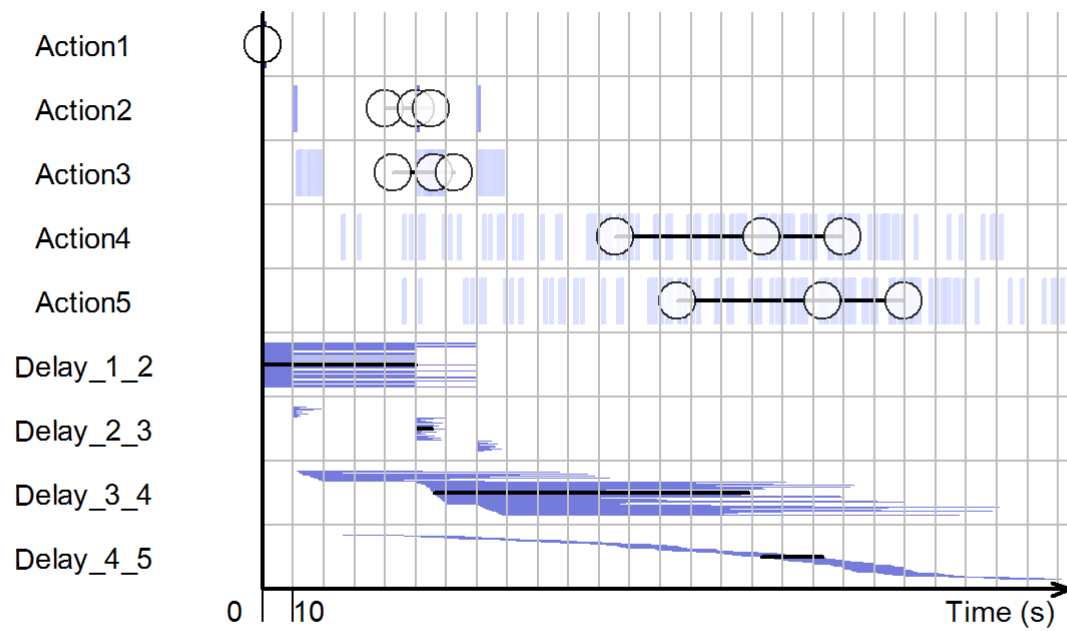 Action1
Action2
Action3
Action4
Action5
Delay_1_2
Delay_2_3
Delay_3_4
Delay_4_5
0 10 Time (s)